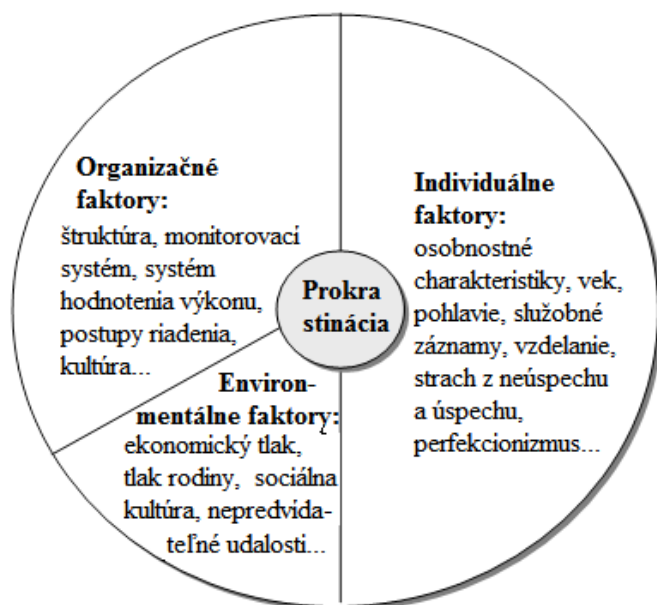 Organizačné
faktory:
štruktúra, monitorovací
systém, systém
hodnotenia výkonu,
postupy riadenia,
kultúra...
Individuálne
faktory:
osobnostné
charakteristiky, vek,
pohlavie, služobné
záznamy, vzdelanie,
strach z neúspechu
a úspechu,
perfekcionizmus...
Prokra
stinácia
Environ-
mentálne faktory:
ekonomický tlak,
tlak rodiny, sociálna
kultúra, nepredvída-
teľné udalosti...